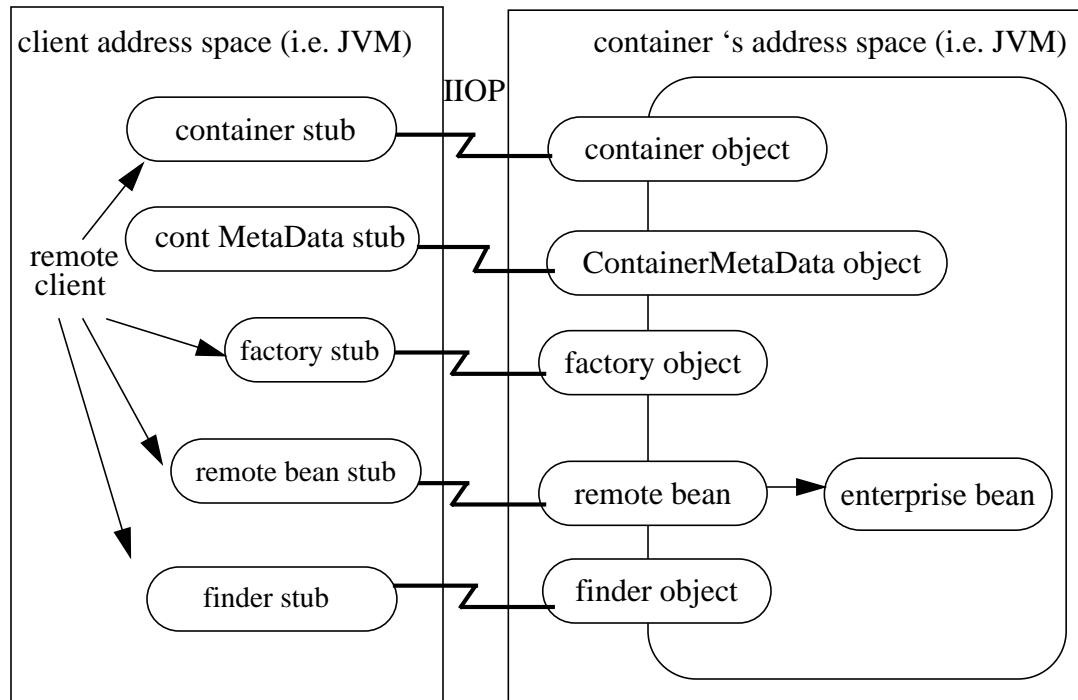 client address space (i.e. JVM)
container ‘s address space (i.e. JVM)
IIOP
container stub
container object
cont MetaData stub
ContainerMetaData object
remote
client
factory stub
factory object
remote bean stub
remote bean
enterprise bean
finder stub
finder object